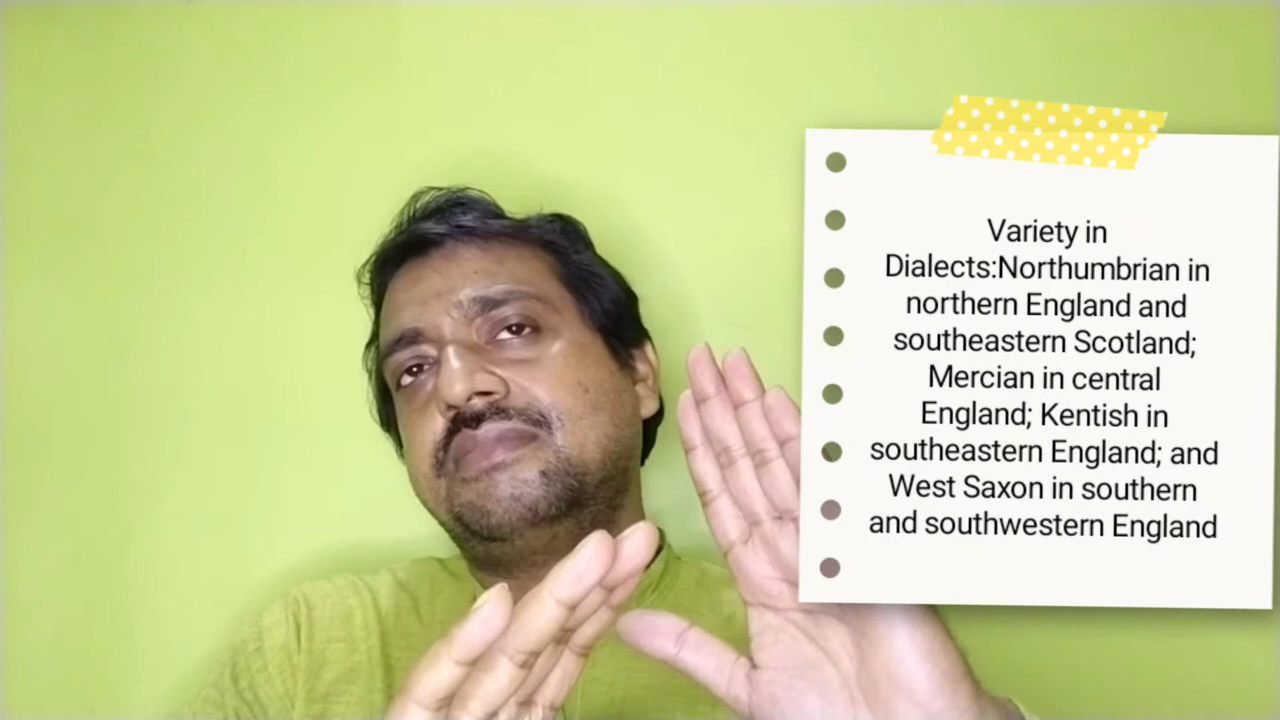 Variety in
Dialects:Northumbrian in
northern England and
southeastern Scotland;
Mercian in central
England; Kentish in
southeastern England; and
West Saxon in southern
and southwestern England